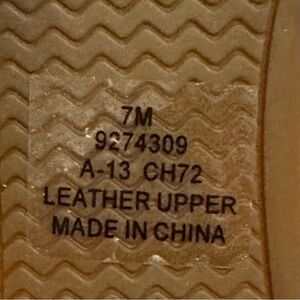 7M
9274309
A-13 CH72
LEATHER UPPER
MADE IN CHINA